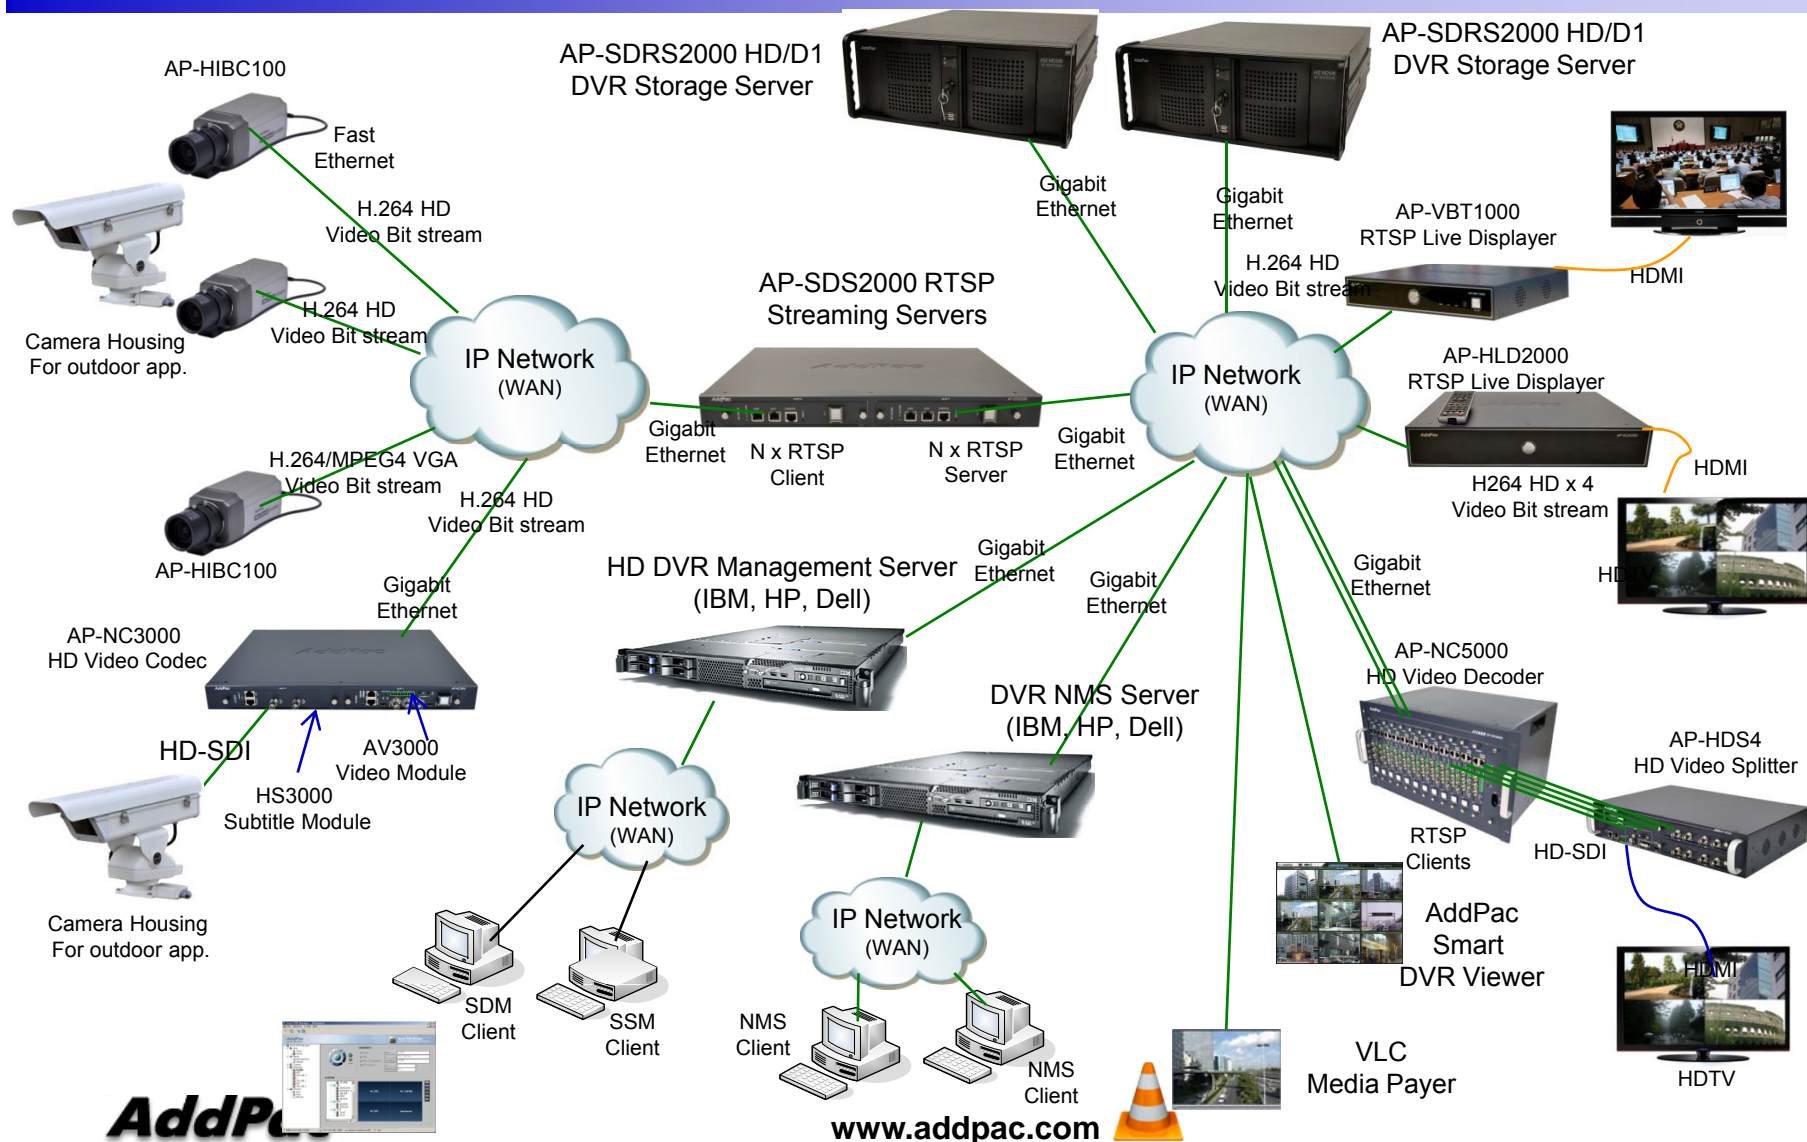 AP-SDRS2000 HD/D1
DVR Storage Server
AP-SDRS2000 HD/D1
DVR Storage Server
AP-HIBC100
Fast
Ethernet
H.264 HD
Video Bit stream
Gigabit
Ethernet
Gigabit
Ethernet
AP-VBT1000
RTSP Live Displayer
HDMI
H.264 HD
Video Bit stream
AP-SDS2000 RTSP
Streaming Servers
H.264 HD
Video Bit stream
Camera Housing
For outdoor app.
IP Network
(WAN)
IP Network
(WAN)
AP-HLD2000
RTSP Live Displayer
AddPac
AddPac
Gigabit
Ethernet
N x RTSP
Client
N x RTSP
Server
Gigabit
Ethernet
HDMI
H264 HD x 4
Video Bit stream
H.264/MPEG4 VGA
Video Bit stream
H.264 HD
Video Bit stream
AP-HIBC100
Gigabit
Ethernet
HD DVR Management Server
(IBM, HP, Dell)
Gigabit
Ethernet
Gigabit
Ethernet
Gigabit
Ethernet
HDTV
AP-NC3000
HD Video Codec
AddPac
AP-NC5000
HD Video Decoder
DVR NMS Server
(IBM, HP, Dell)
HD-SDI
AV3000
Video Module
HS3000
Subtitle Module
AP-HDS4
HD Video Splitter
IP Network
(WAN)
RTSP
Clients
HD-SDI
Camera Housing
For outdoor app.
IP Network
(WAN)
AddPac
Smart
DVR Viewer
HDMI
SDM
Client
SSM
Client
NMS
Client
NMS
Client
VLC
Media Payer
HDTV
AddPac
www.addpac.com